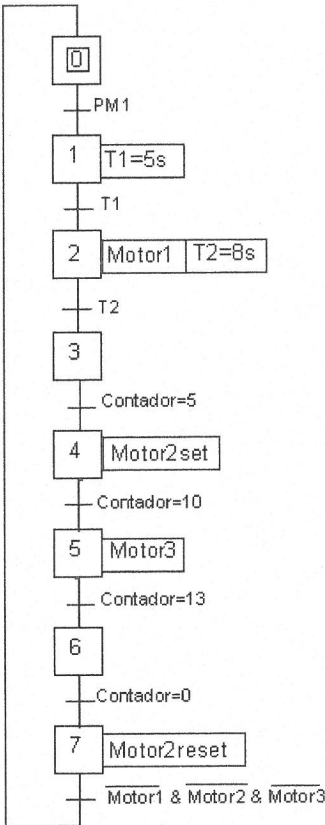 0
PM1
1 T1=5s
T1
2 Motor1 T2=8s
T2
3
Contador=5
4 Motor2set
Contador=10
5 Motor3
Contador=13
6
Contador=0
7 Motor2reset
Motor1 & Motor2 & Motor3